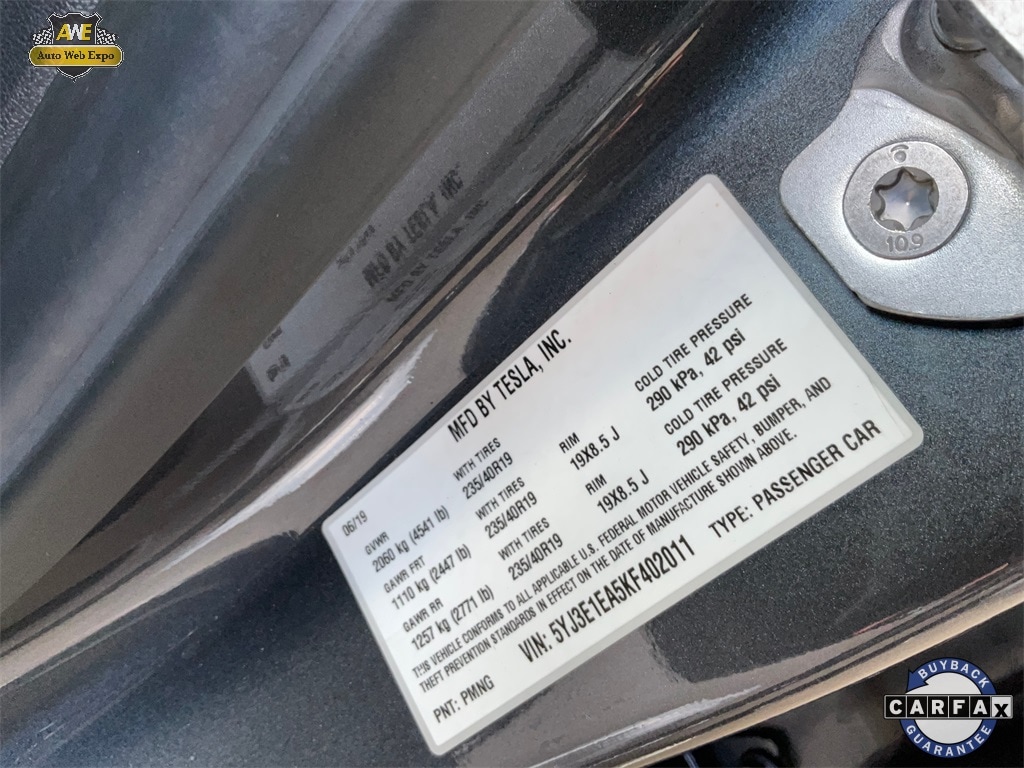 AWE
Auto Web Expo
6
10.9
MFD BY TESLA, INC.
06/19
GVWR
2060 kg (4541 lb)
WITH TIRES
235/40R19
RIM
19X8.5 J
COLD TIRE PRESSURE
290 kPa, 42 psi
GAWR FRT
1110 kg (2447 lb)
WITH TIRES
235/40R19
RIM
19X8.5 J
COLD TIRE PRESSURE
290 kPa, 42 psi
GAWR RR
1257 kg (2771 lb)
WITH TIRES
235/40R19
THIS VEHICLE CONFORMS TO ALL APPLICABLE U.S. FEDERAL MOTOR VEHICLE SAFETY, BUMPER, AND
THEFT PREVENTION STANDARDS IN EFFECT ON THE DATE OF MANUFACTURE SHOWN ABOVE.
VIN: 5YJ3E1EA5KF402011
TYPE: PASSENGER CAR
PNT: PMNG
BUYBACK
CARFAX
GUARANTEE